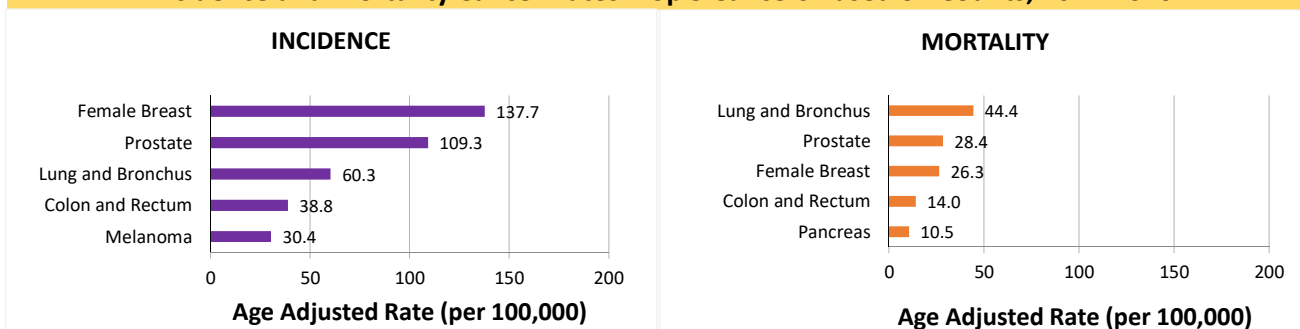 INCIDENCE
Female Breast 137.7
Prostate 109.3
Lung and Bronchus 60.3
Colon and Rectum 38.8
Melanoma 30.4
0 50 100 150 200
Age Adjusted Rate (per 100,000)
MORTALITY
Lung and Bronchus 44.4
Prostate 28.4
Female Breast 26.3
Colon and Rectum 14.0
Pancreas 10.5
0 50 100 150 200
Age Adjusted Rate (per 100,000)